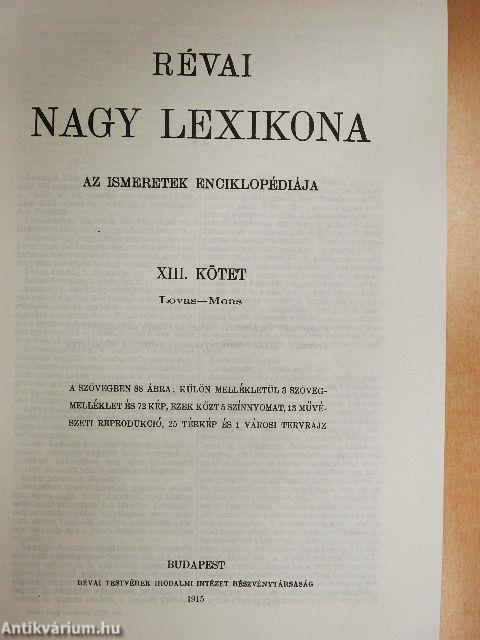 RÉVAI
NAGY LEXIKONA
AZ ISMERETEK ENCIKLOPÉDIÁJA
XIII. KÖTET
Lovas—Mons
A SZÖVEGBEN 88 ÁBRA; KÜLÖN MELLÉKLETÜL 3 SZÖVEG-
MELLÉKLET ÉS 72 KÉP, EZEK KÖZT 5 SZÍNNYOMAT, 13 MŰVÉ-
SZETI REPRODUKCIÓ, 25 TÉRKÉP ÉS 1 VÁROSI TERVRAJZ
BUDAPEST
RÉVAI TESTVÉREK IRODALMI INTÉZET RÉSZVÉNYTÁRSASÁG
1915
Antikvárium.hu